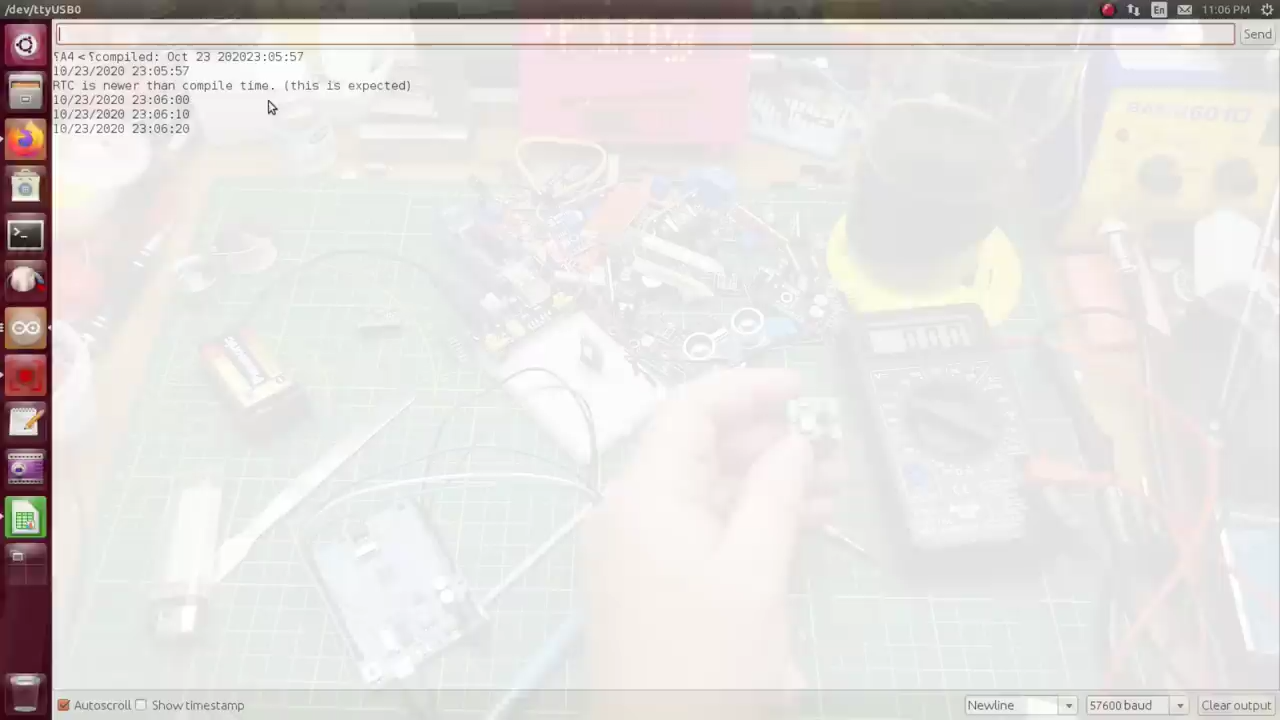 /dev/ttyUSB0
En
11:06 PM
Send
compiled: Oct 23 202023:05:57
10/23/2020 23:05:57
RTC is newer than compile time. (this is expected)
10/23/2020 23:06:00
10/23/2020 23:06:10
10/23/2020 23:06:20
Autoscroll
Show timestamp
Newline
57600 baud
Clear output